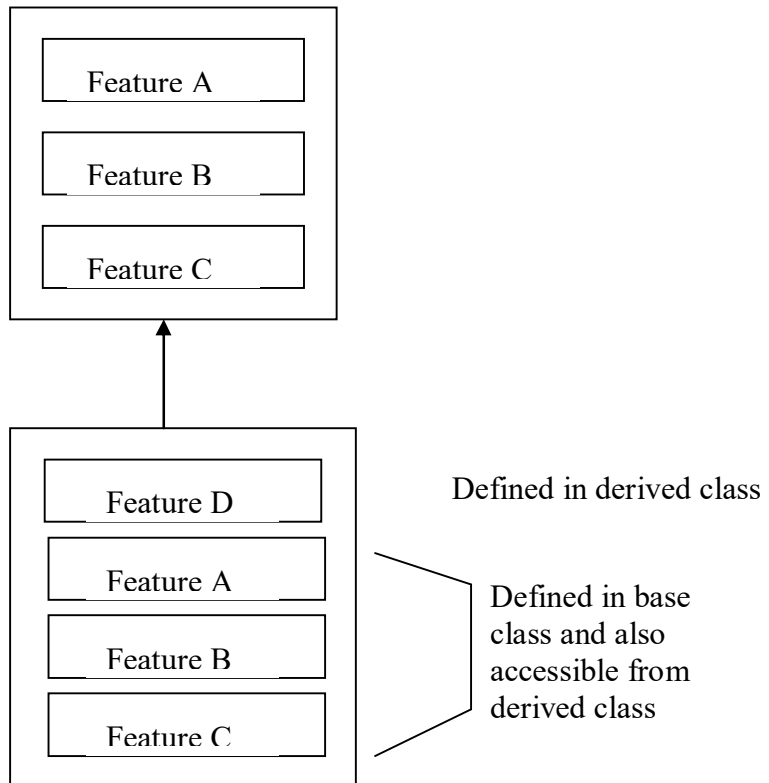 Feature A
Feature B
Feature C
Feature D
Defined in derived class
Feature A
Feature B
Feature C
Defined in base
class and also
accessible from
derived class